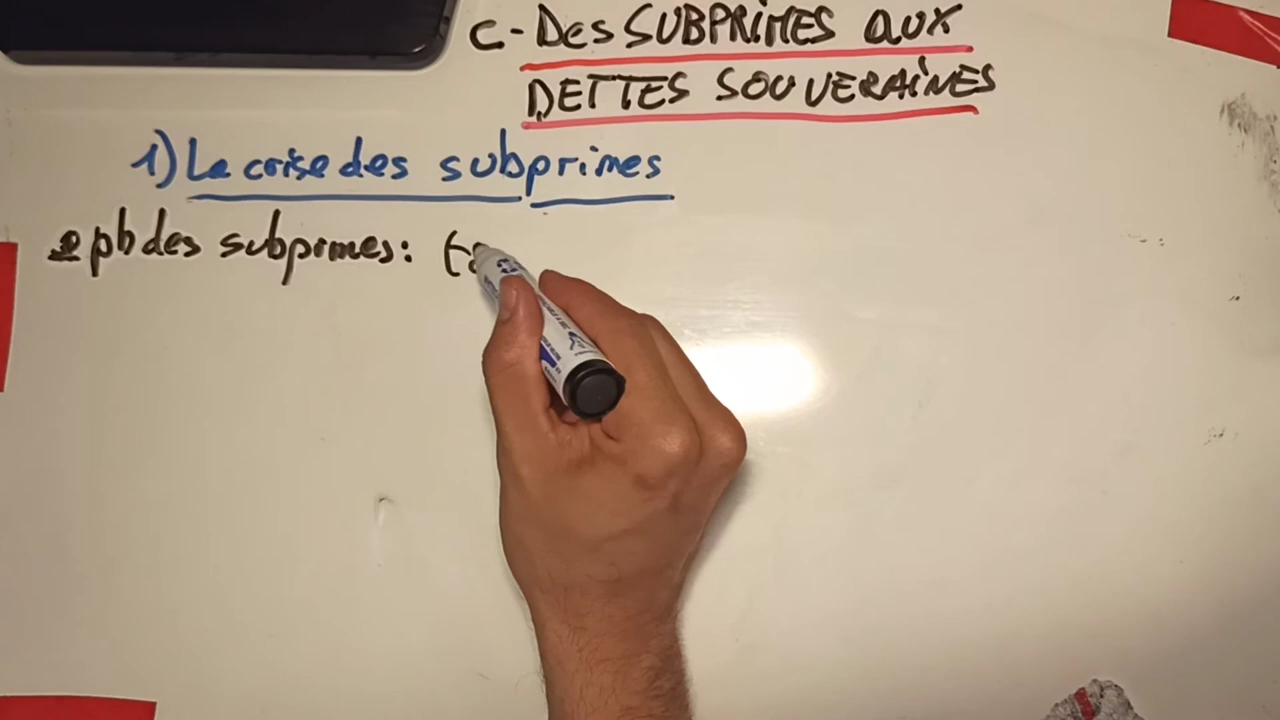 C- Des SUBPRIMES AUX
DETTES SOUVERAINES
1) La crise des subprimes
pb des subprimes: